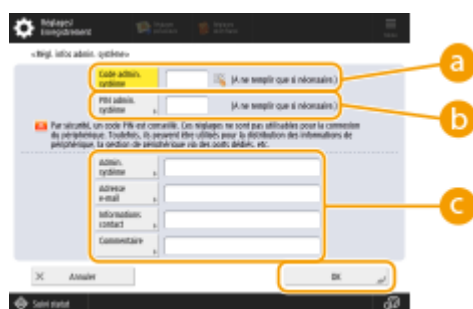 Réglages/
Enregistrement
<Régl. infos admin. système>
Code admin.
système
(A ne remplir que si nécessaire.)
a
PIN admin.
système
(A ne remplir que si nécessaire.)
b
Par sécurité, un code PIN est conseillé. Ces réglages ne sont pas utilisables pour la connexion
du périphérique. Toutefois, ils peuvent être utilisés pour la distribution des informations de
périphérique, la gestion de périphérique via des ports dédiés, etc.
Admin.
système
Adresse
e-mail
Informations
contact
Commentaire
c
Annuler
OK
Suivi statut